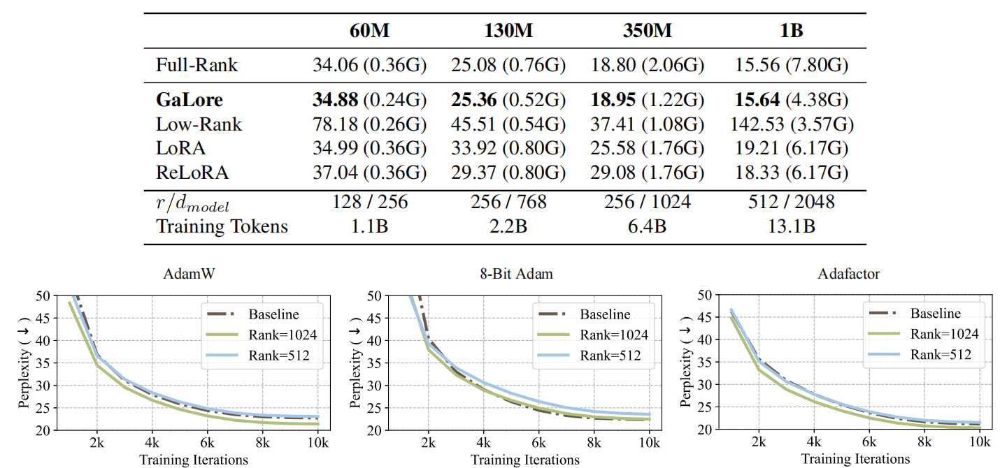 60M 130M 350M 1B
Full-Rank 34.06 (0.36G) 25.08 (0.76G) 18.80 (2.06G) 15.56 (7.80G)
GaLore 34.88 (0.24G) 25.36 (0.52G) 18.95 (1.22G) 15.64 (4.38G)
Low-Rank 78.18 (0.26G) 45.51 (0.54G) 37.41 (1.08G) 142.53 (3.57G)
LoRA 34.99 (0.36G) 33.92 (0.80G) 25.58 (1.76G) 19.21 (6.17G)
ReLoRA 37.04 (0.36G) 29.37 (0.80G) 29.08 (1.76G) 18.33 (6.17G)
r/d_model 128 / 256 256 / 768 256 / 1024 512 / 2048
Training Tokens 1.1B 2.2B 6.4B 13.1B
AdamW
Perplexity (↓)
50
45
40
35
30
25
20
Baseline
Rank=1024
Rank=512
2k 4k 6k 8k 10k
Training Iterations
8-Bit Adam
Perplexity (↓)
50
45
40
35
30
25
20
Baseline
Rank=1024
Rank=512
2k 4k 6k 8k 10k
Training Iterations
Adafactor
Perplexity (↓)
50
45
40
35
30
25
20
Baseline
Rank=1024
Rank=512
2k 4k 6k 8k 10k
Training Iterations